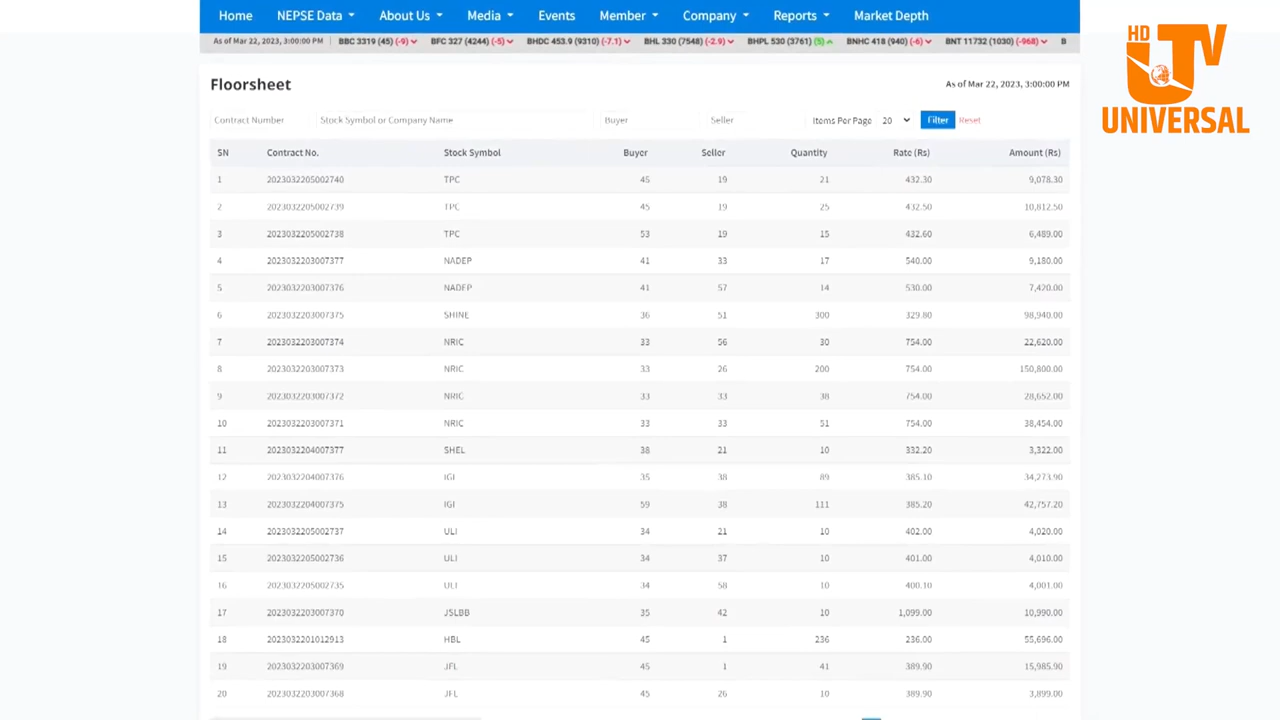 Home NEPSE Data About Us Media Events Member Company Reports Market Depth
As of Mar 22, 2023, 3:00:00 PM BBC 3319 (45) (-9) BFC 327 (4244) (-5) BHDC 453.9 (9310) (-7.1) BHL 330 (7548) (-2.9) BHPL 530 (3761) (5) BNHC 418 (940) (-6) BNT 11732 (1030) (-968) B
HD
UTV
UNIVERSAL
Floorsheet As of Mar 22, 2023, 3:00:00 PM
Contract Number Stock Symbol or Company Name Buyer Seller Items Per Page 20 Filter Reset
SN Contract No. Stock Symbol Buyer Seller Quantity Rate (Rs) Amount (Rs)
1 2023032205002740 TPC 45 19 21 432.30 9,078.30
2 2023032205002739 TPC 45 19 25 432.50 10,812.50
3 2023032205002738 TPC 53 19 15 432.60 6,489.00
4 2023032203007377 NADEP 41 33 17 540.00 9,180.00
5 2023032203007376 NADEP 41 57 14 530.00 7,420.00
6 2023032203007375 SHINE 36 51 300 329.80 98,940.00
7 2023032203007374 NRIC 33 56 30 754.00 22,620.00
8 2023032203007373 NRIC 33 26 200 754.00 150,800.00
9 2023032203007372 NRIC 33 33 38 754.00 28,652.00
10 2023032203007371 NRIC 33 33 51 754.00 38,454.00
11 2023032204007377 SHEL 38 21 10 332.20 3,322.00
12 2023032204007376 IGI 35 38 89 385.10 34,273.90
13 2023032204007375 IGI 59 38 111 385.20 42,757.20
14 2023032205002737 ULI 34 21 10 402.00 4,020.00
15 2023032205002736 ULI 34 37 10 401.00 4,010.00
16 2023032205002735 ULI 34 58 10 400.10 4,001.00
17 2023032203007370 JSLBB 35 42 10 1,099.00 10,990.00
18 2023032201012913 HBL 45 1 236 236.00 55,696.00
19 2023032203007369 JFL 45 1 41 389.90 15,985.90
20 2023032203007368 JFL 45 26 10 389.90 3,899.00